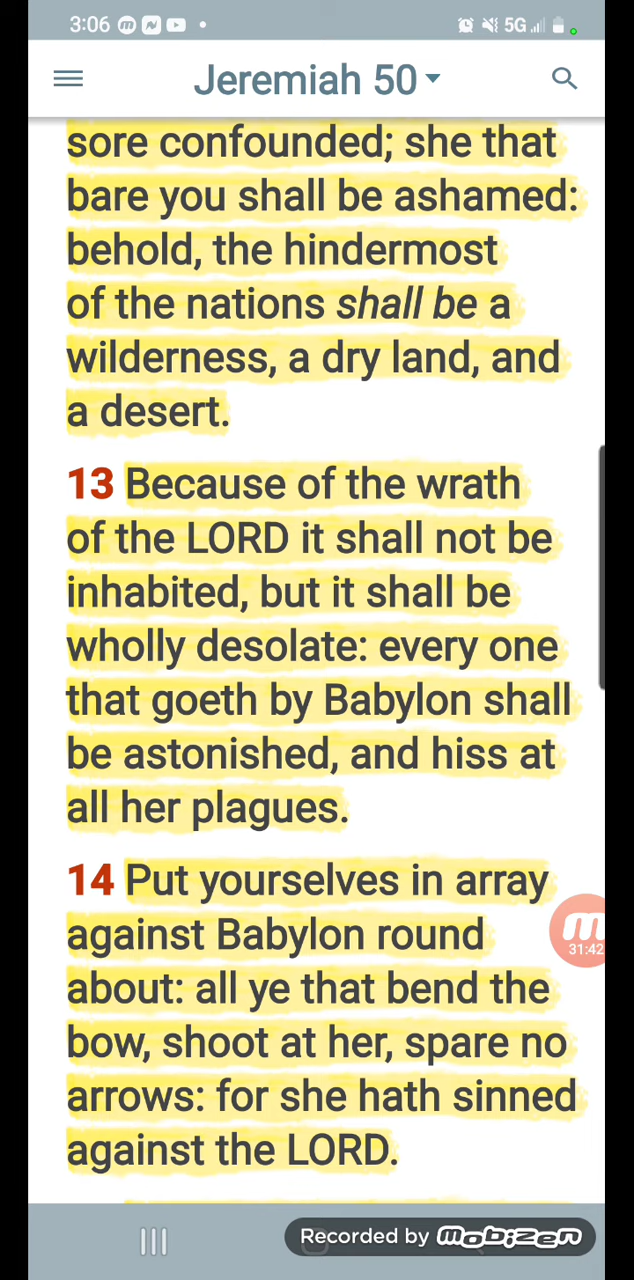 3:06
5G
Jeremiah 50
sore confounded; she that
bare you shall be ashamed:
behold, the hindermost
of the nations shall be a
wilderness, a dry land, and
a desert.
13 Because of the wrath
of the LORD it shall not be
inhabited, but it shall be
wholly desolate: every one
that goeth by Babylon shall
be astonished, and hiss at
all her plagues.
14 Put yourselves in array
against Babylon round
about: all ye that bend the
bow, shoot at her, spare no
arrows: for she hath sinned
against the LORD.
m
31:42
Recorded by mobizen